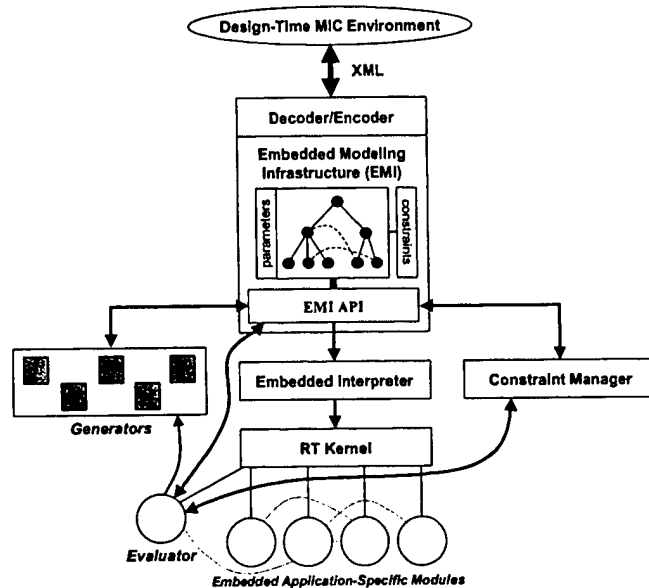 Design-Time MIC Environment
XML
Decoder/Encoder
Embedded Modeling
Infrastructure (EMI)
parameters
constraints
EMI API
Embedded Interpreter
Constraint Manager
Generators
RT Kernel
Evaluator
Embedded Application-Specific Modules